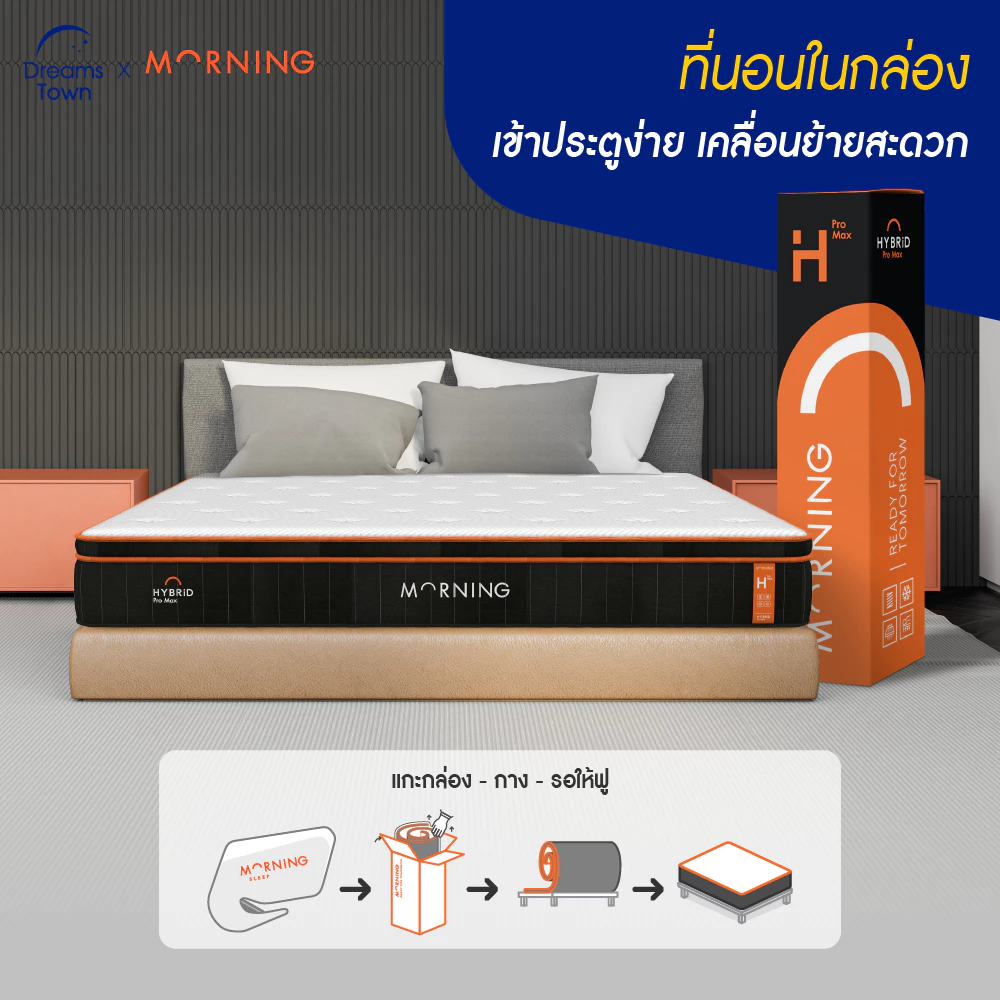 Dreams
Town
X
MORNING
ที่นอนในกล่อง
เข้าประตูง่าย เคลื่อนย้ายสะดวก
H Pro
Max
HYBRiD
Pro Max
MORNING
READY FOR
TOMORROW
HYBRiD
Pro Max
MORNING
H
HYBRiD
แกะกล่อง - กาง - รอให้ฟู
MORNING
SLEEP
MORNING